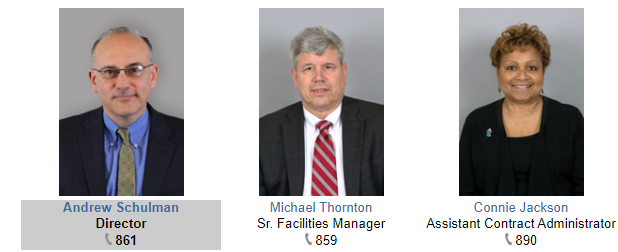 Andrew Schulman
Director
861
Michael Thornton
Sr. Facilities Manager
859
Connie Jackson
Assistant Contract Administrator
890